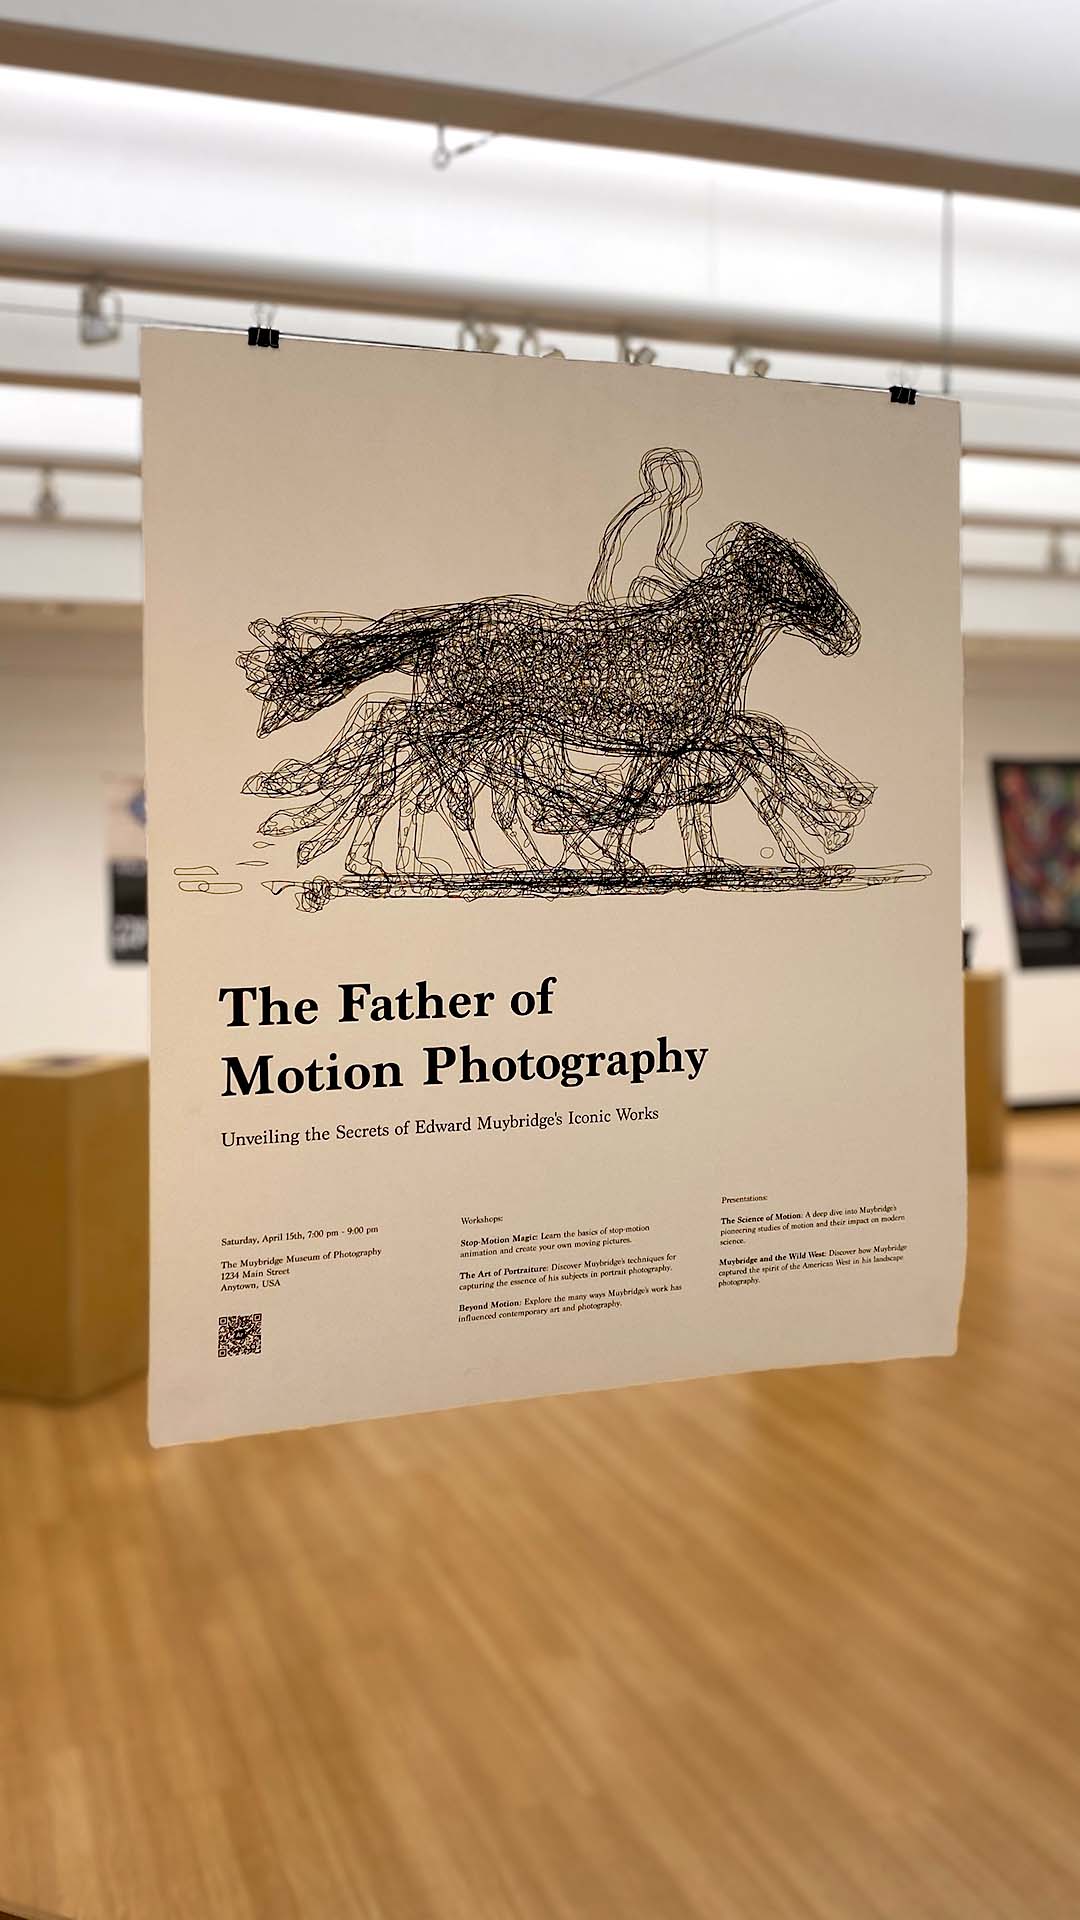 The Father of
Motion Photography
Unveiling the Secrets of Edward Muybridge's Iconic Works
Saturday, April 15th, 7:00 pm - 9:00 pm
The Muybridge Museum of Photography
1234 Main Street
Anytown, USA
Workshops:
Stop-Motion Magic: Learn the basics of stop-motion
animation and create your own moving pictures.
The Art of Portraiture: Discover Muybridge's techniques for
capturing the essence of his subjects in portrait photography.
Beyond Motion: Explore the many ways Muybridge's work has
influenced contemporary art and photography.
Presentations:
The Science of Motion: A deep dive into Muybridge's
pioneering studies of motion and their impact on modern
science.
Muybridge and the Wild West: Discover how Muybridge
captured the spirit of the American West in his landscape
photography.